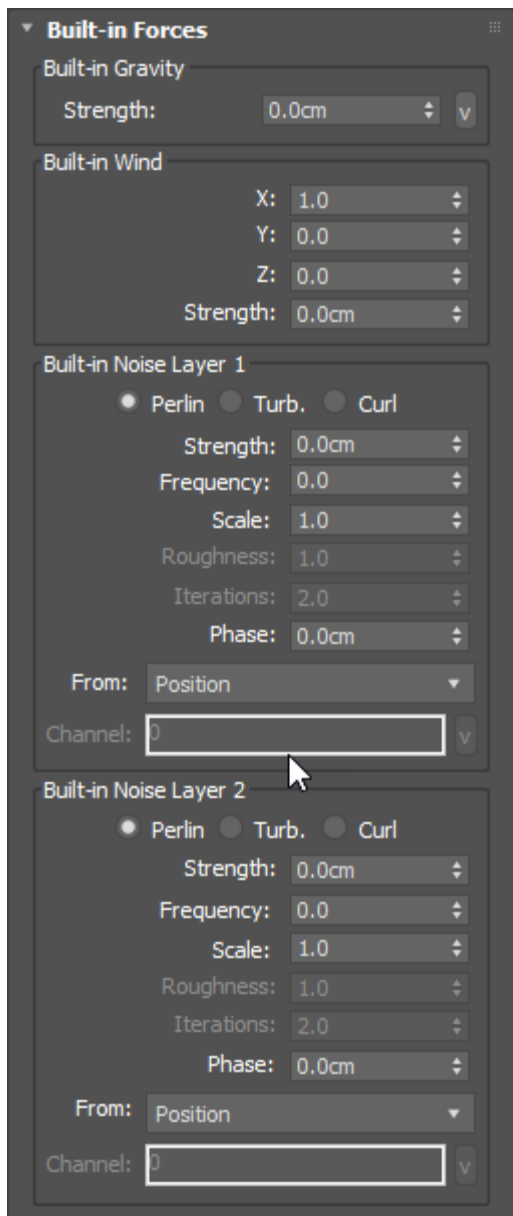 Built-in Forces
Built-in Gravity
Strength: 0.0cm v
Built-in Wind
X: 1.0
Y: 0.0
Z: 0.0
Strength: 0.0cm
Built-in Noise Layer 1
Perlin Turb. Curl
Strength: 0.0cm
Frequency: 0.0
Scale: 1.0
Roughness: 1.0
Iterations: 2.0
Phase: 0.0cm
From: Position
Channel: 0 v
Built-in Noise Layer 2
Perlin Turb. Curl
Strength: 0.0cm
Frequency: 0.0
Scale: 1.0
Roughness: 1.0
Iterations: 2.0
Phase: 0.0cm
From: Position
Channel: 0 v